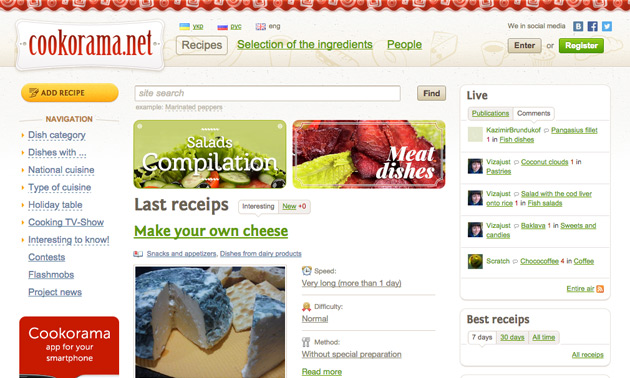 укр
рус
eng
We in social media
cookorama.net
Recipes
Selection of the ingredients
People
Enter or Register
ADD RECIPE
NAVIGATION
Dish category
Dishes with ...
National cuisine
Type of cuisine
Holiday table
Cooking TV-Show
Interesting to know!
Contests
Flashmobs
Project news
Cookorama
app for your
smartphone
site search
Find
example: Marinated peppers
Salads
Compilation
Meat
dishes
Last receips
Interesting
New +0
Make your own cheese
Snacks and appetizers, Dishes from dairy products
Speed:
Very long (more than 1 day)
Difficulty:
Normal
Method:
Without special preparation
Read more
Live
Publications
Comments
KazimirBrundukof Pangasius fillet
1 in Fish dishes
Vizajust Coconut clouds 1 in
Pastries
Vizajust Salad with the cod liver
onto rice 1 in Fish salads
Vizajust Baklava 1 in Sweets and
candies
Scratch Chococoffee 4 in Coffee
Entire air
Best receips
7 days
30 days
All time
All receips